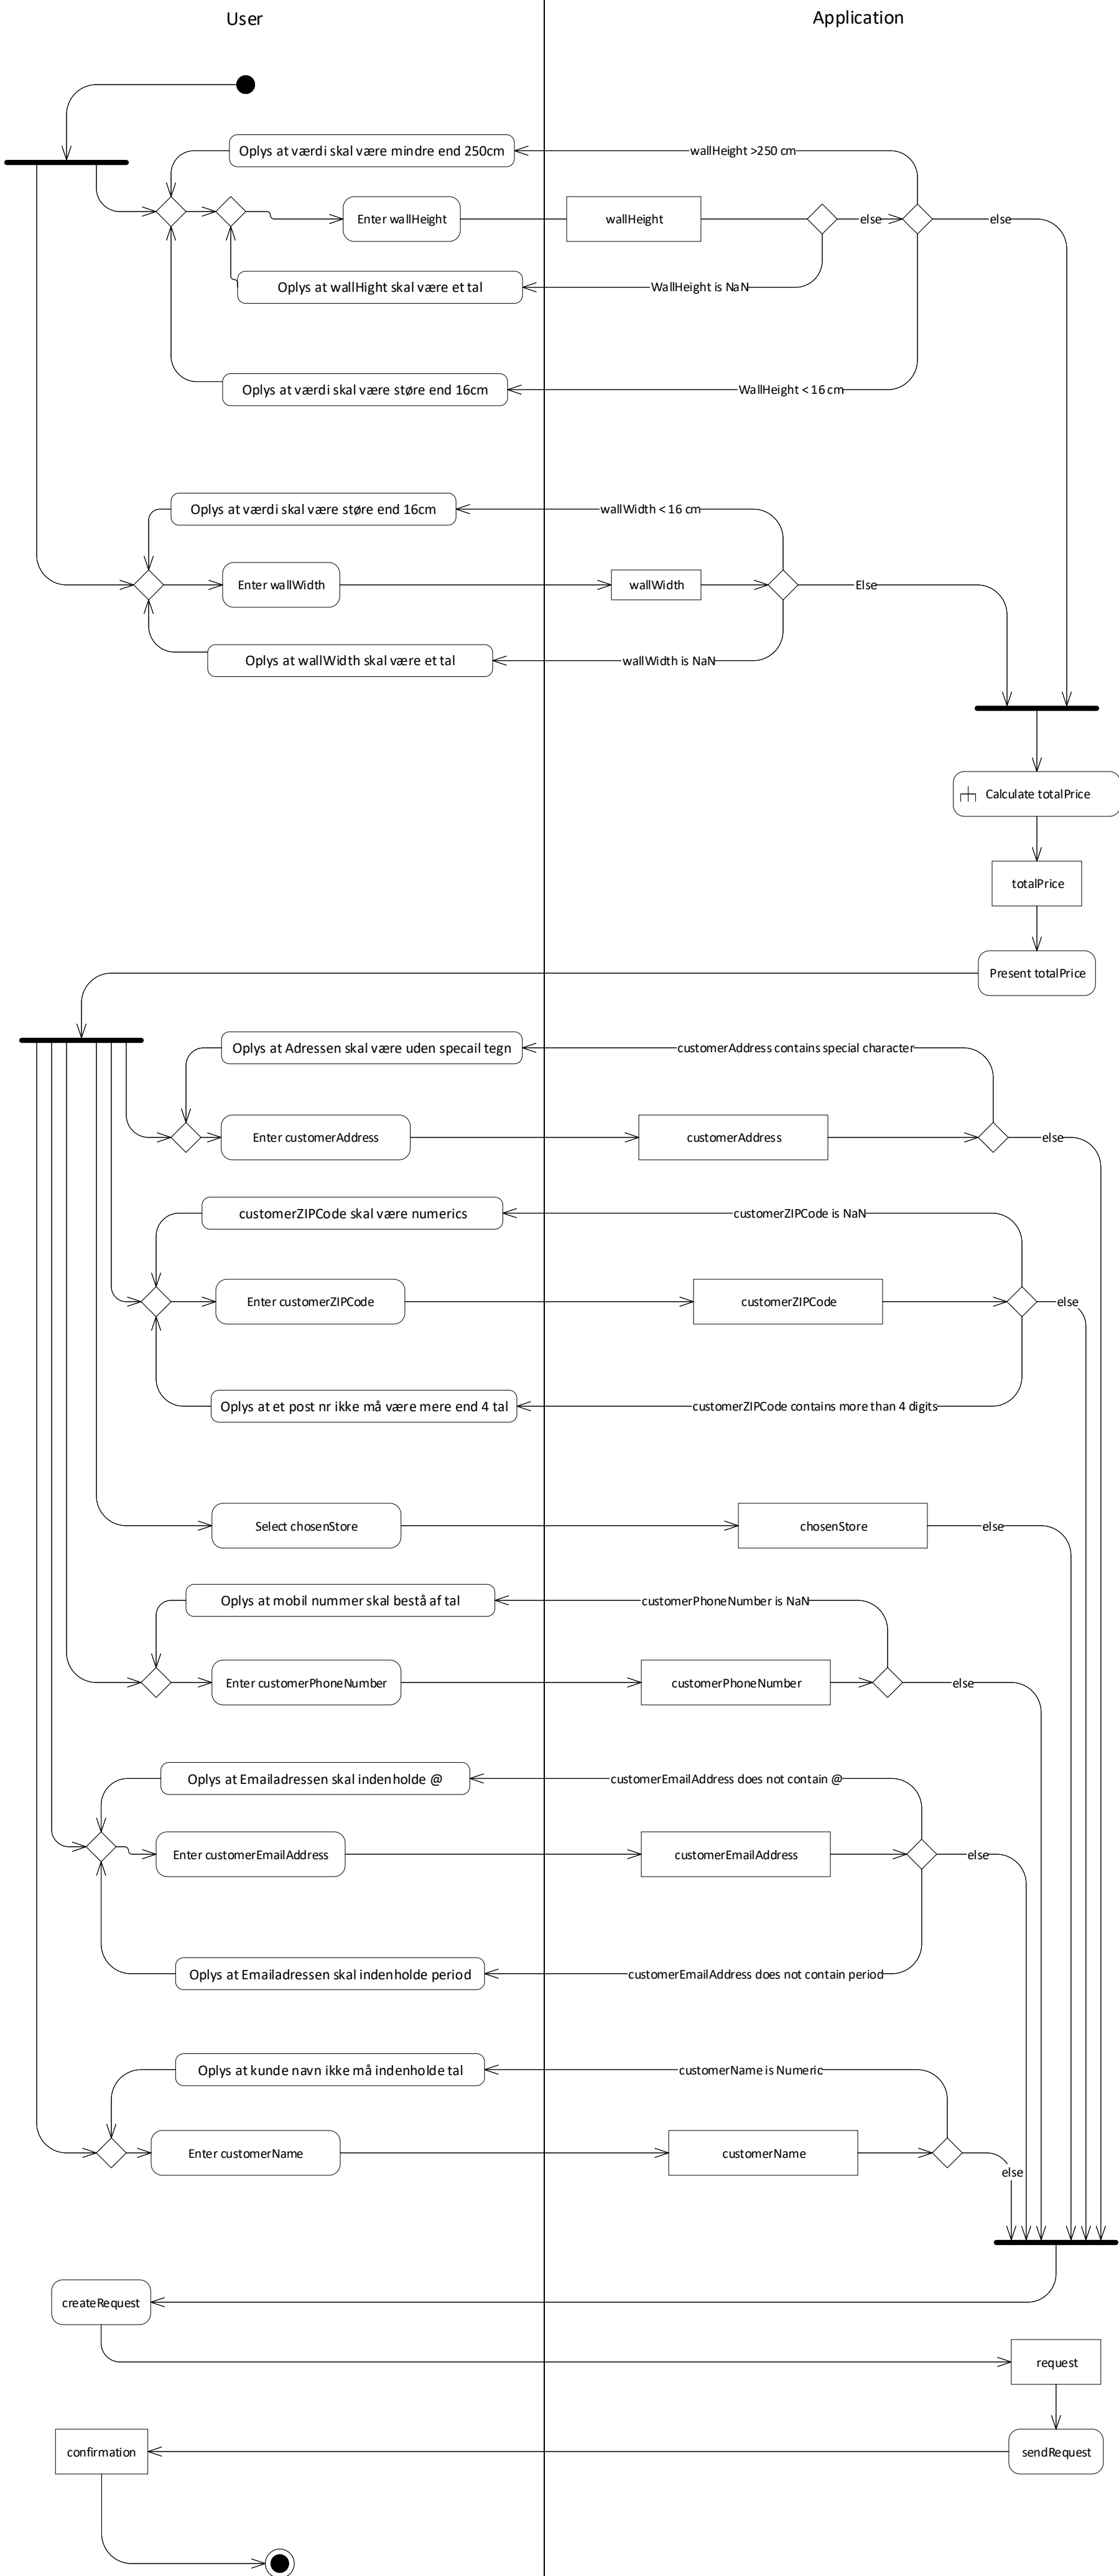 User
Application
Oplys at værdi skal være mindre end 250cm
wallHeight >250 cm
Enter wallHeight
wallHeight
else
else
Oplys at wallHight skal være et tal
WallHeight is NaN
Oplys at værdi skal være støre end 16cm
WallHeight < 16 cm
Oplys at værdi skal være støre end 16cm
wallWidth < 16 cm
Enter wallWidth
wallWidth
Else
Oplys at wallWidth skal være et tal
wallWidth is NaN
Calculate totalPrice
totalPrice
Present totalPrice
Oplys at Adressen skal være uden specail tegn
customerAddress contains special character
Enter customerAddress
customerAddress
else
customerZIPCode skal være numerics
customerZIPCode is NaN
Enter customerZIPCode
customerZIPCode
else
Oplys at et post nr ikke må være mere end 4 tal
customerZIPCode contains more than 4 digits
Select chosenStore
chosenStore
else
Oplys at mobil nummer skal bestå af tal
customerPhoneNumber is NaN
Enter customerPhoneNumber
customerPhoneNumber
else
Oplys at Emailadressen skal indenholde @
customerEmailAddress does not contain @
Enter customerEmailAddress
customerEmailAddress
else
Oplys at Emailadressen skal indenholde period
customerEmailAddress does not contain period
Oplys at kunde navn ikke må indenholde tal
customerName is Numeric
Enter customerName
customerName
else
createRequest
request
confirmation
sendRequest